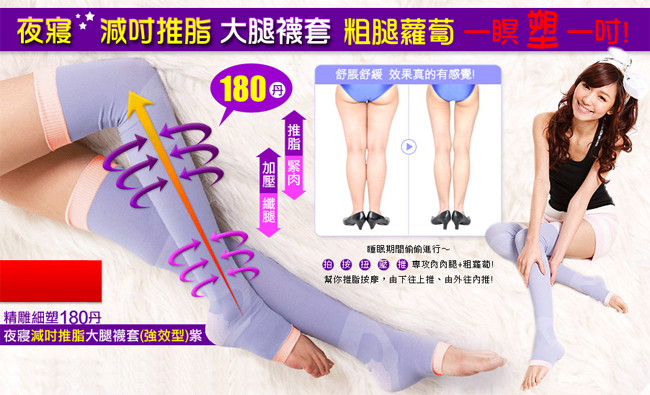 夜寢 減吋推脂 大腿襪套 粗腿蘿蔔 一瞑 塑 一吋!
180丹
舒脹舒緩 效果真的有感覺!
推脂 緊肉
加壓 纖腿
睡眠期間偷偷進行～
拍 按 扭 壓 推 專攻肉肉腿+粗蘿蔔!
幫你推脂按摩，由下往上推、由外往內推!
精雕細塑180丹
夜寢減吋推脂大腿襪套(強效型)紫